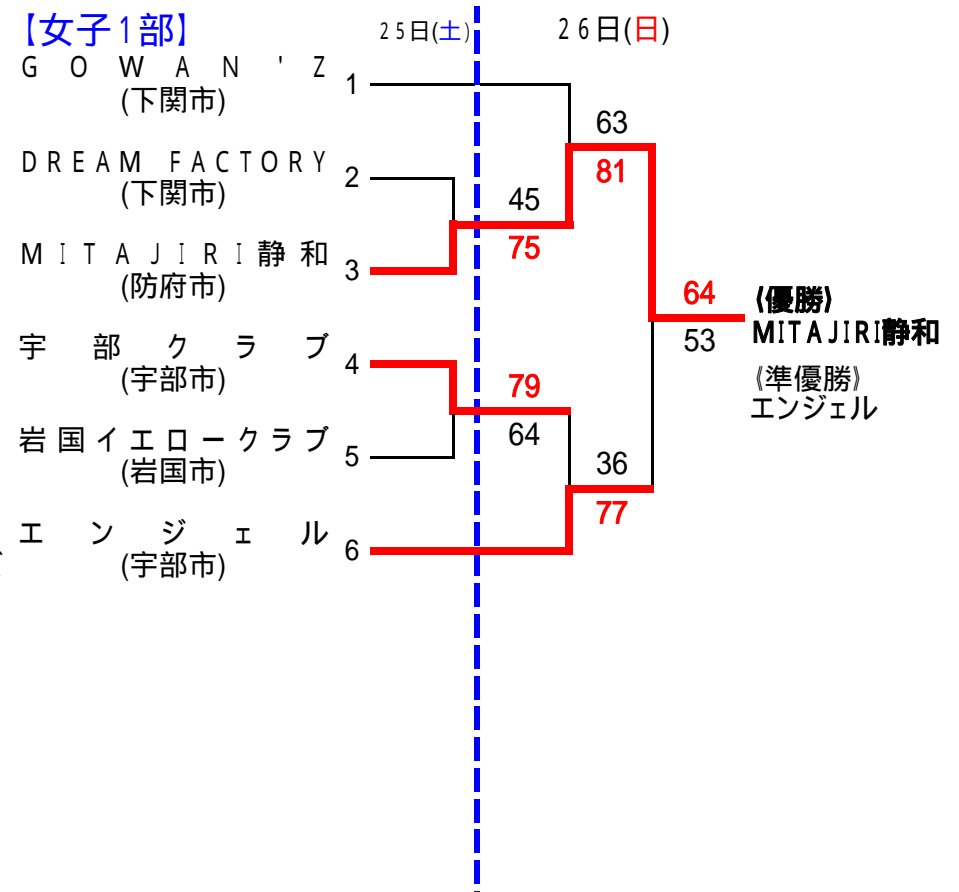 【女子1部】
25日(土)
26日(日)
GOWAN'Z
(下関市)
1
DREAM FACTORY
(下関市)
2
MITAJIRI静和
(防府市)
3
宇部クラブ
(宇部市)
4
岩国イエロークラブ
(岩国市)
5
エンジェル
(宇部市)
6
45
75
79
64
63
81
36
77
64
53
《優勝》
MITAJIRI静和
《準優勝》
エンジェル